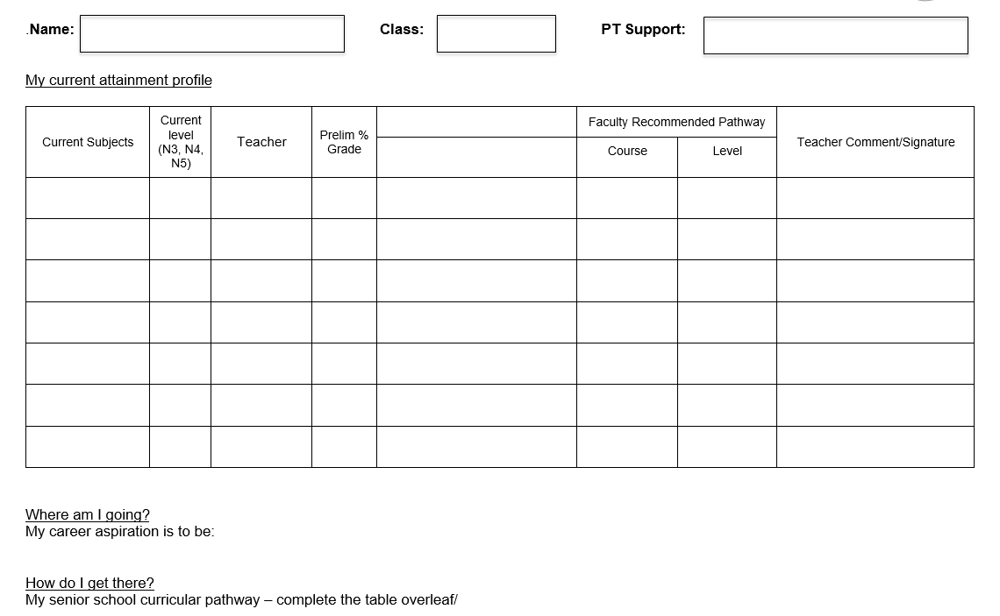 .Name:
Class:
PT Support:
My current attainment profile
Current Subjects
Current
level
(N3, N4,
N5)
Teacher
Prelim %
Grade
Faculty Recommended Pathway
Course
Level
Teacher Comment/Signature
Where am I going?
My career aspiration is to be:
How do I get there?
My senior school curricular pathway – complete the table overleaf/